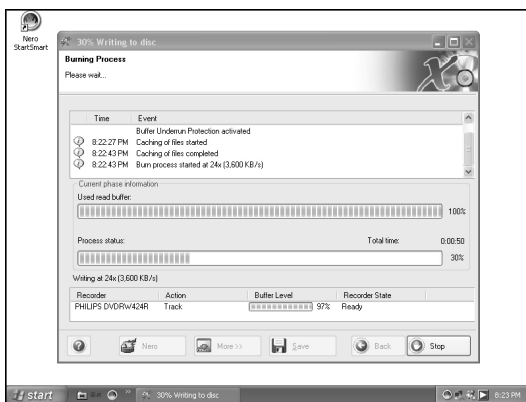 Nero
StartSmart
30% Writing to disc
Burning Process
Please wait...
Time Event
Buffer Underrun Protection activated
8:22:27 PM Caching of files started
8:22:43 PM Caching of files completed
8:22:43 PM Burn process started at 24x (3,600 KB/s)
Current phase information
Used read buffer:
100%
Process status: Total time: 0:00:50
30%
Writing at 24x (3,600 KB/s)
Recorder Action Buffer Level Recorder State
PHILIPS DVDRW424R Track 97% Ready
Nero More >> Save Back Stop
start 30% Writing to disc 8:23 PM